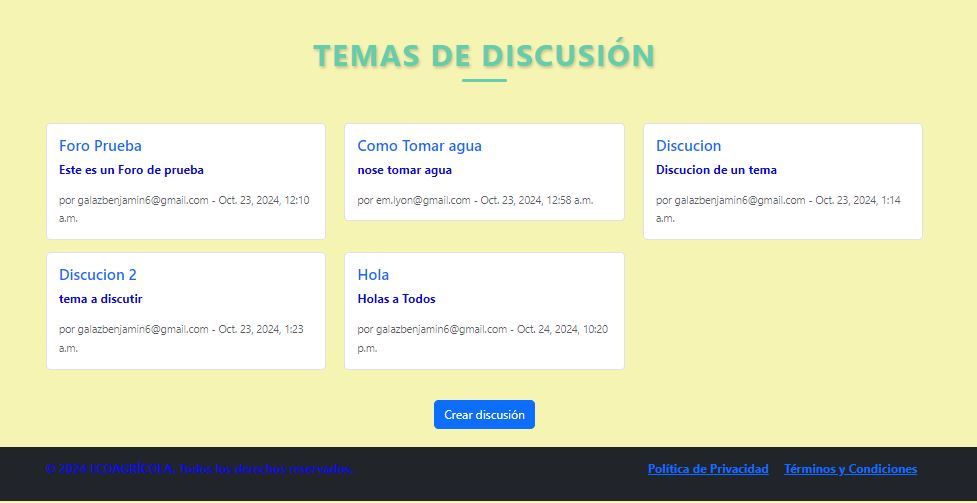 TEMAS DE DISCUSIÓN
Foro Prueba
Este es un Foro de prueba
por galazbenjamin6@gmail.com - Oct. 23, 2024, 12:10
a.m.
Como Tomar agua
nose tomar agua
por em.lyon@gmail.com - Oct. 23, 2024, 12:58 a.m.
Discucion
Discucion de un tema
por galazbenjamin6@gmail.com - Oct. 23, 2024, 1:14
a.m.
Discucion 2
tema a discutir
por galazbenjamin6@gmail.com - Oct. 23, 2024, 1:23
a.m.
Hola
Holas a Todos
por galazbenjamin6@gmail.com - Oct. 24, 2024, 10:20
p.m.
Crear discusión
© 2024 ECOAGRÍCOLA. Todos los derechos reservados.
Política de Privacidad Términos y Condiciones